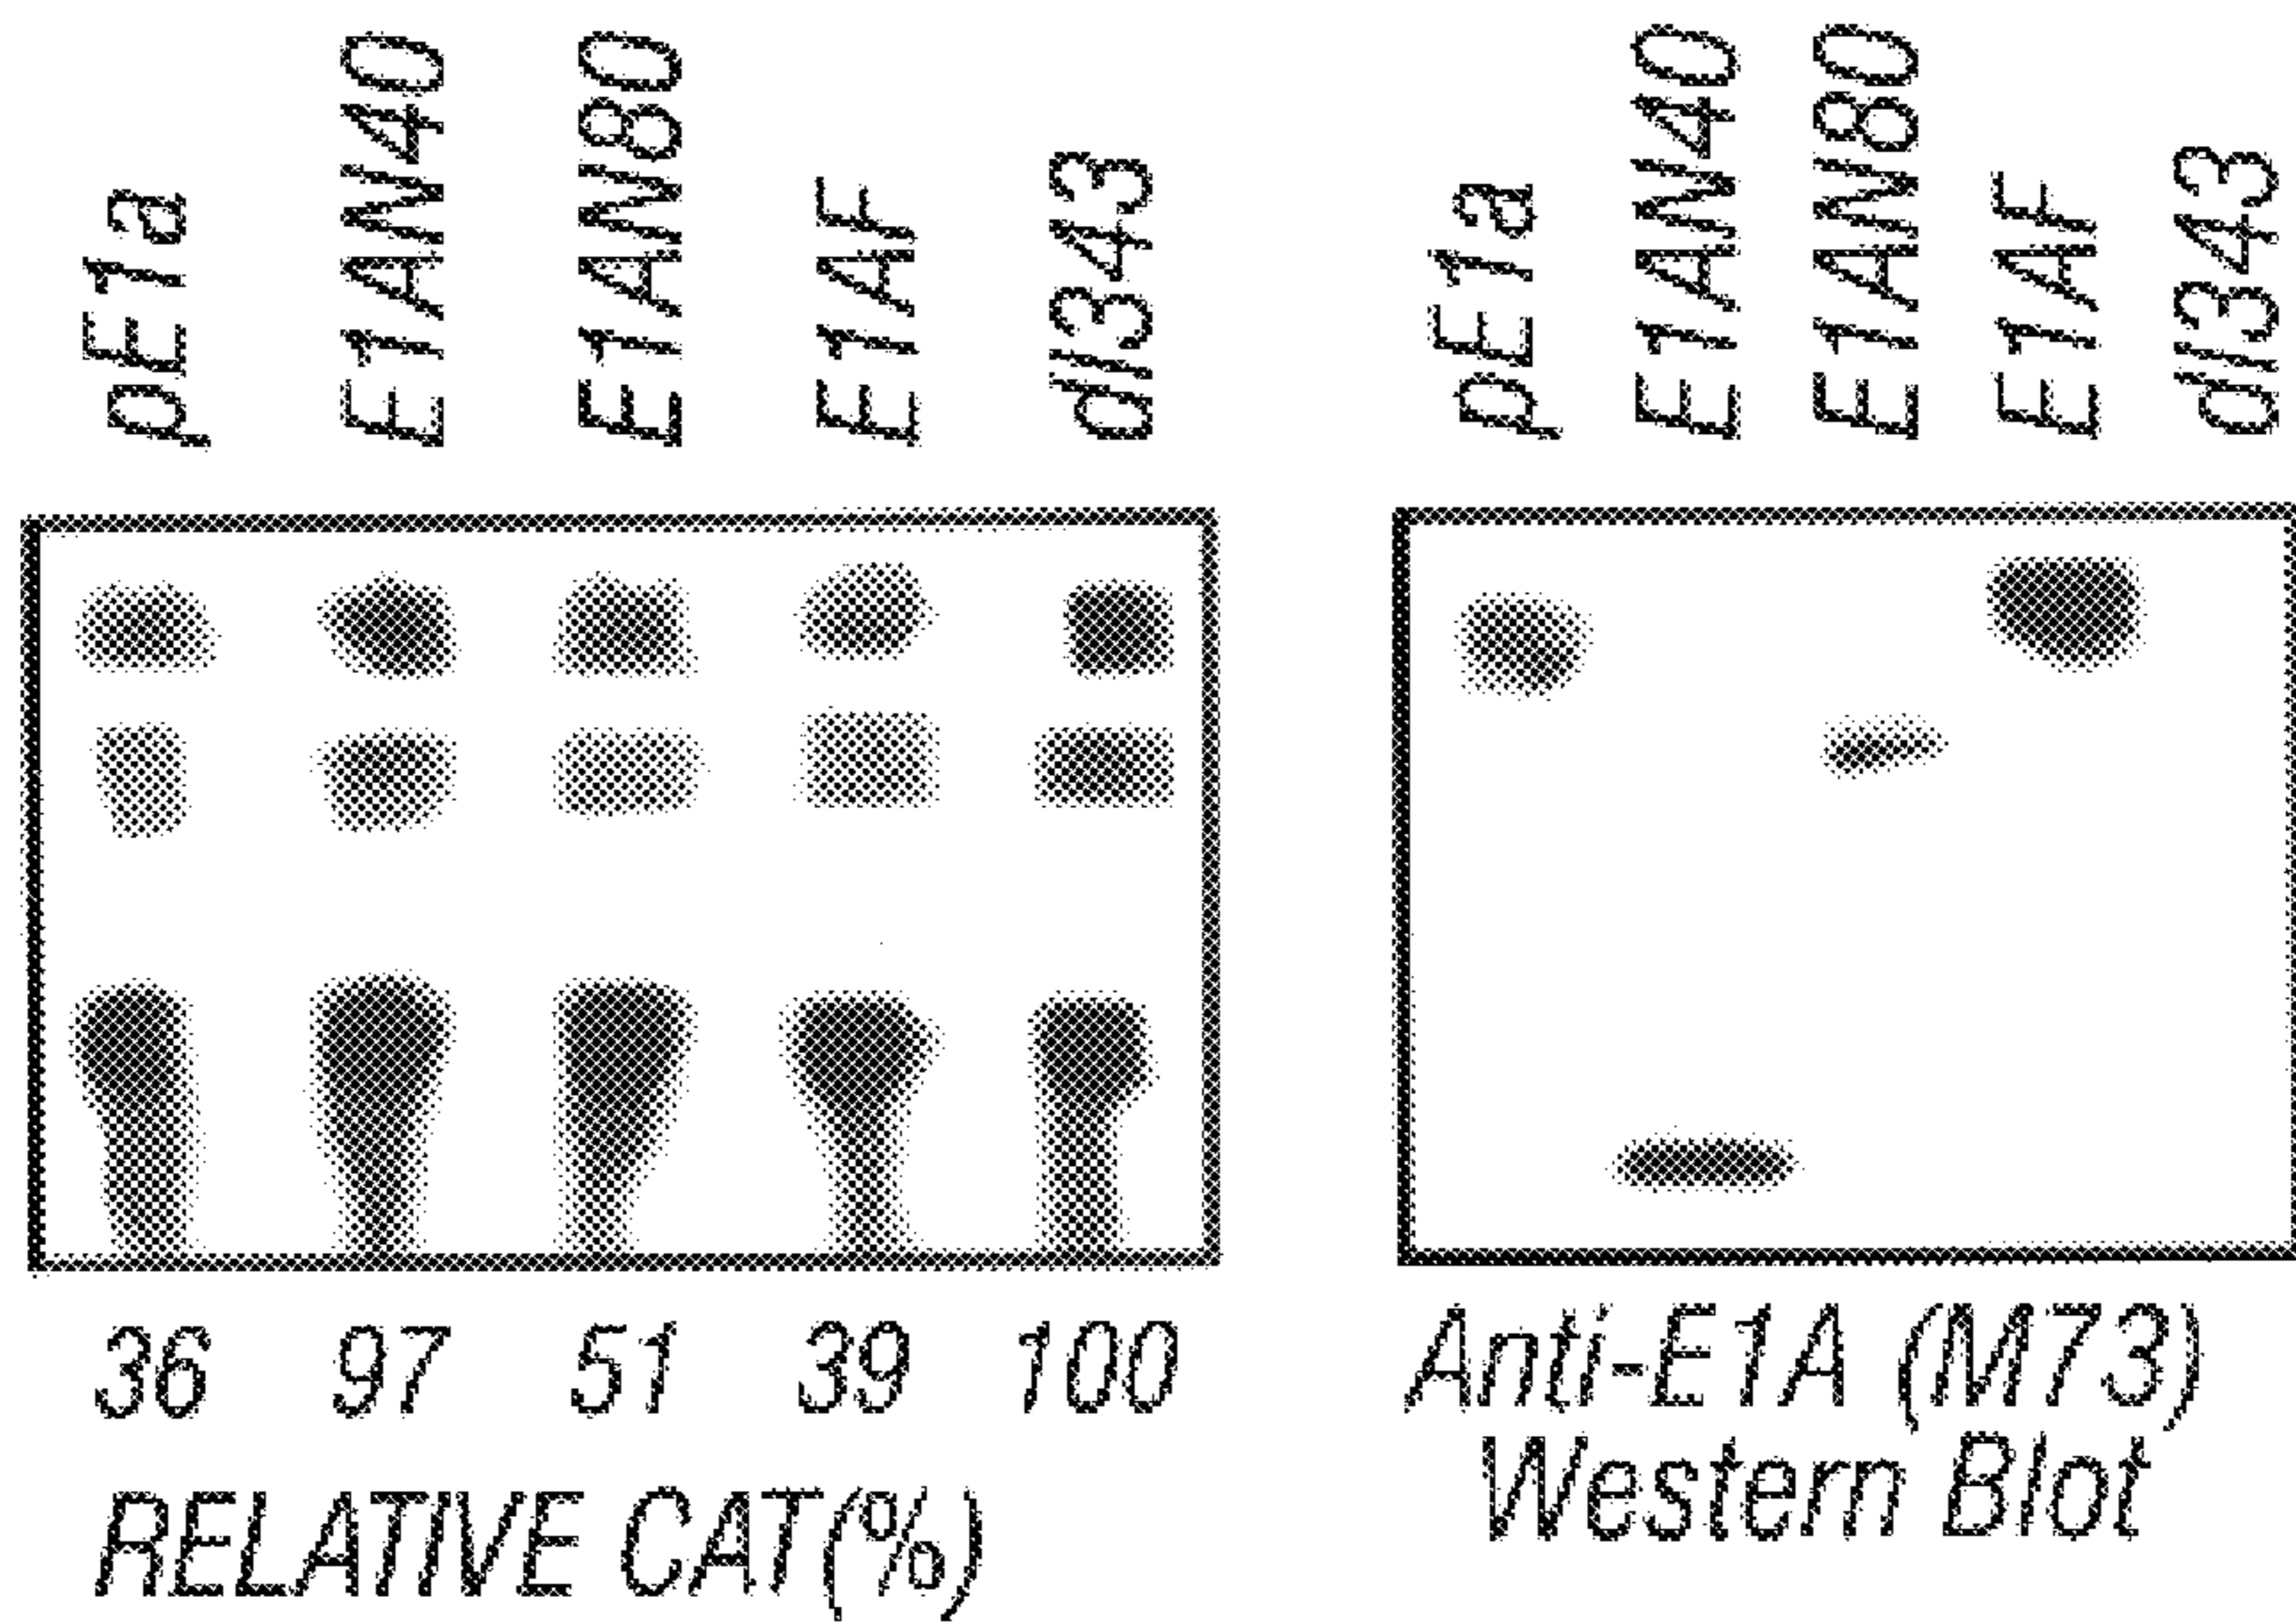 pE1a
E1AN40
E1AN80
E1AF
dl343
pE1a
E1AN40
E1AN80
E1AF
dl343
36 97 51 39 100
RELATIVE CAT(%)
Anti-E1A (M73)
Western Blot